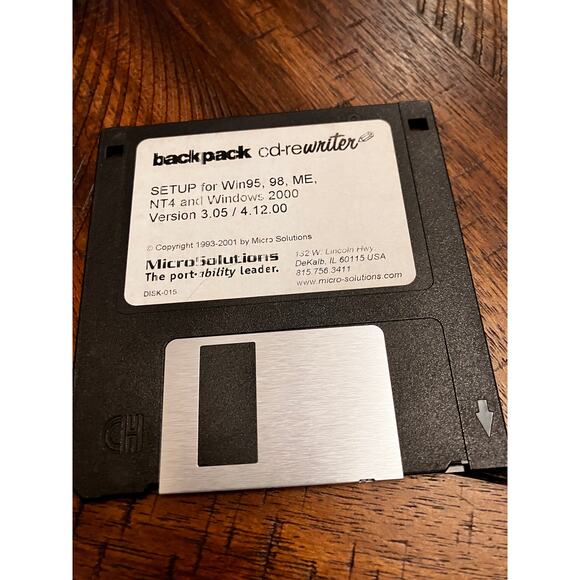 backpack cd-rewriter
SETUP for Win95, 98, ME,
NT4 and Windows 2000
Version 3.05 / 4.12.00
© Copyright 1993-2001 by Micro Solutions
MicroSolutions
The port-ability leader.
DISK-015
132 W. Lincoln Hwy.
DeKalb, IL 60115 USA
815.756.3411
www.micro-solutions.com